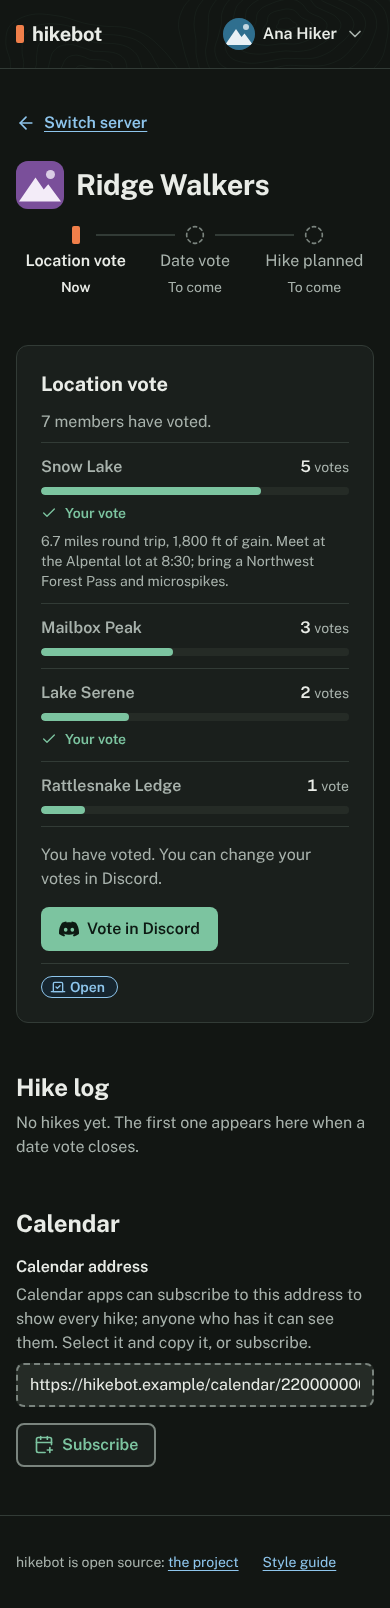 hikebot
Ana Hiker
Switch server
Ridge Walkers
Location vote
Date vote
Hike planned
Now
To come
To come
Location vote
7 members have voted.
Snow Lake
5 votes
Your vote
6.7 miles round trip, 1,800 ft of gain. Meet at
the Alpental lot at 8:30; bring a Northwest
Forest Pass and microspikes.
Mailbox Peak
3 votes
Lake Serene
2 votes
Your vote
Rattlesnake Ledge
1 vote
You have voted. You can change your
votes in Discord.
Vote in Discord
Open
Hike log
No hikes yet. The first one appears here when a
date vote closes.
Calendar
Calendar address
Calendar apps can subscribe to this address to
show every hike; anyone who has it can see
them. Select it and copy it, or subscribe.
https://hikebot.example/calendar/22000000
Subscribe
hikebot is open source: the project
Style guide